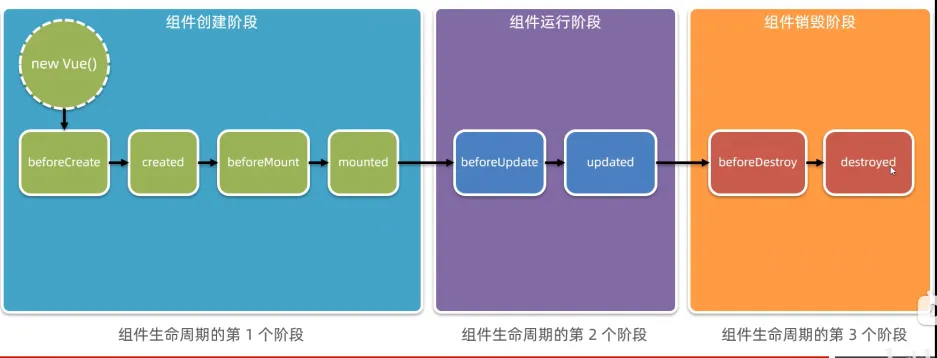 组件创建阶段
组件运行阶段
组件销毁阶段
new Vue()
beforeCreate
created
beforeMount
mounted
beforeUpdate
updated
beforeDestroy
destroyed
组件生命周期的第 1 个阶段
组件生命周期的第 2 个阶段
组件生命周期的第 3 个阶段